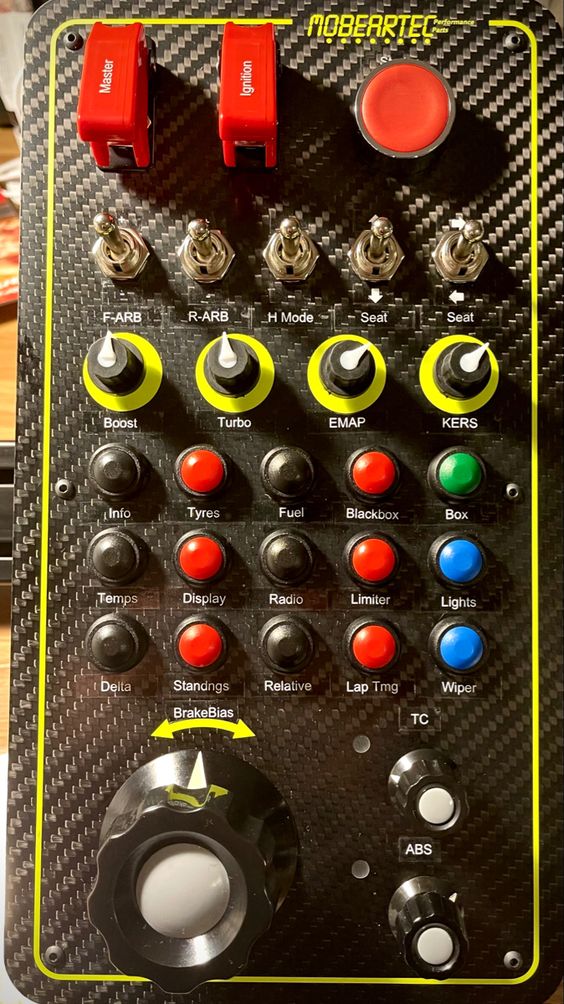 MOBEARTEC Performance
Parts
Master
Ignition
F-ARB R-ARB H Mode Seat Seat
Boost Turbo EMAP KERS
Info Tyres Fuel Blackbox Box
Temps Display Radio Limiter Lights
Delta Standngs Relative Lap Tmg Wiper
BrakeBias TC
ABS